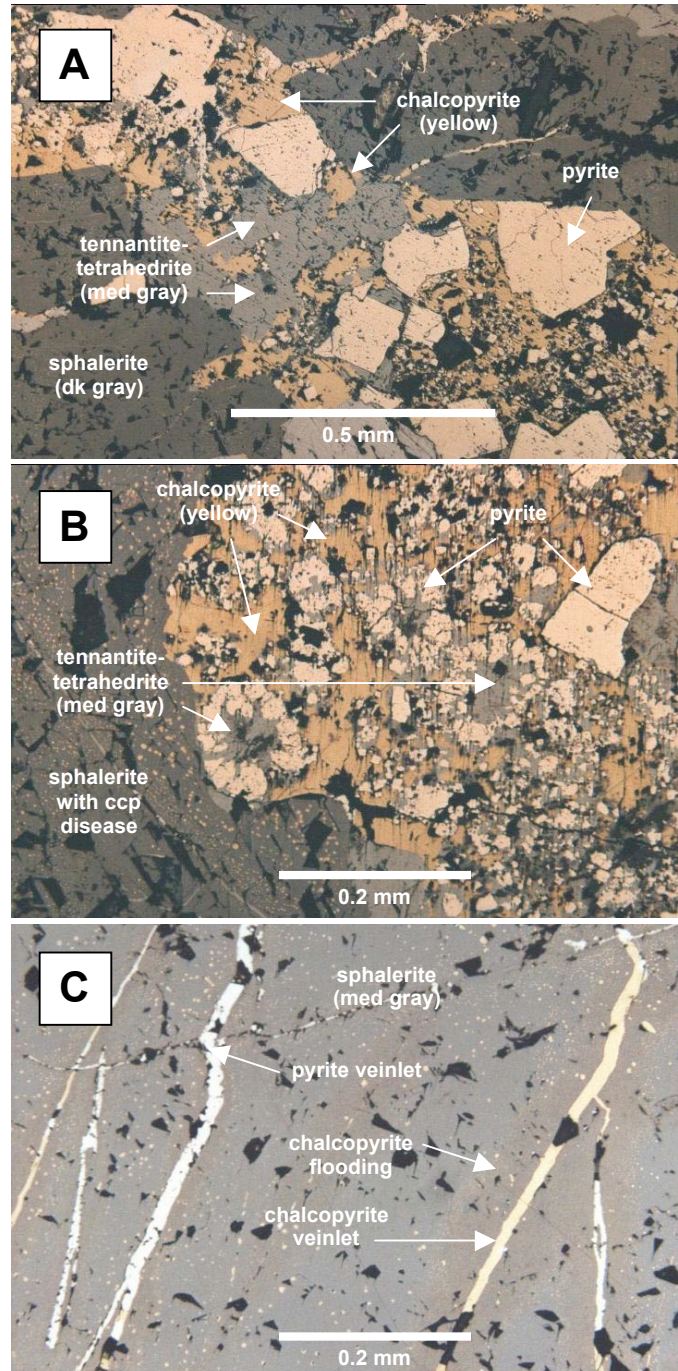 A
chalcopyrite
(yellow)
pyrite
tennantite-
tetrahedrite
(med gray)
sphalerite
(dk gray)
0.5 mm
B
chalcopyrite
(yellow)
pyrite
tennantite-
tetrahedrite
(med gray)
sphalerite
with ccp
disease
0.2 mm
C
sphalerite
(med gray)
pyrite veinlet
chalcopyrite
flooding
chalcopyrite
veinlet
0.2 mm